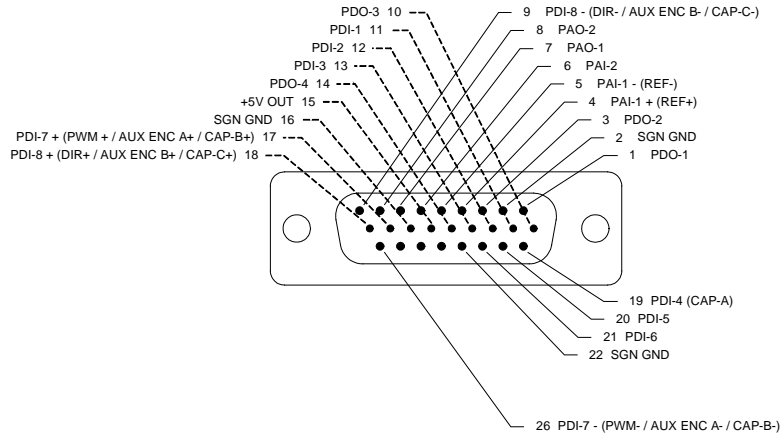 PDO-3 10
PDI-1 11
PDI-2 12
PDI-3 13
PDO-4 14
+5V OUT 15
SGN GND 16
PDI-7 + (PWM + / AUX ENC A+ / CAP-B+) 17
PDI-8 + (DIR+ / AUX ENC B+ / CAP-C+) 18
9 PDI-8 - (DIR- / AUX ENC B- / CAP-C-)
8 PAO-2
7 PAO-1
6 PAI-2
5 PAI-1 - (REF-)
4 PAI-1 + (REF+)
3 PDO-2
2 SGN GND
1 PDO-1
19 PDI-4 (CAP-A)
20 PDI-5
21 PDI-6
22 SGN GND
26 PDI-7 - (PWM- / AUX ENC A- / CAP-B-)